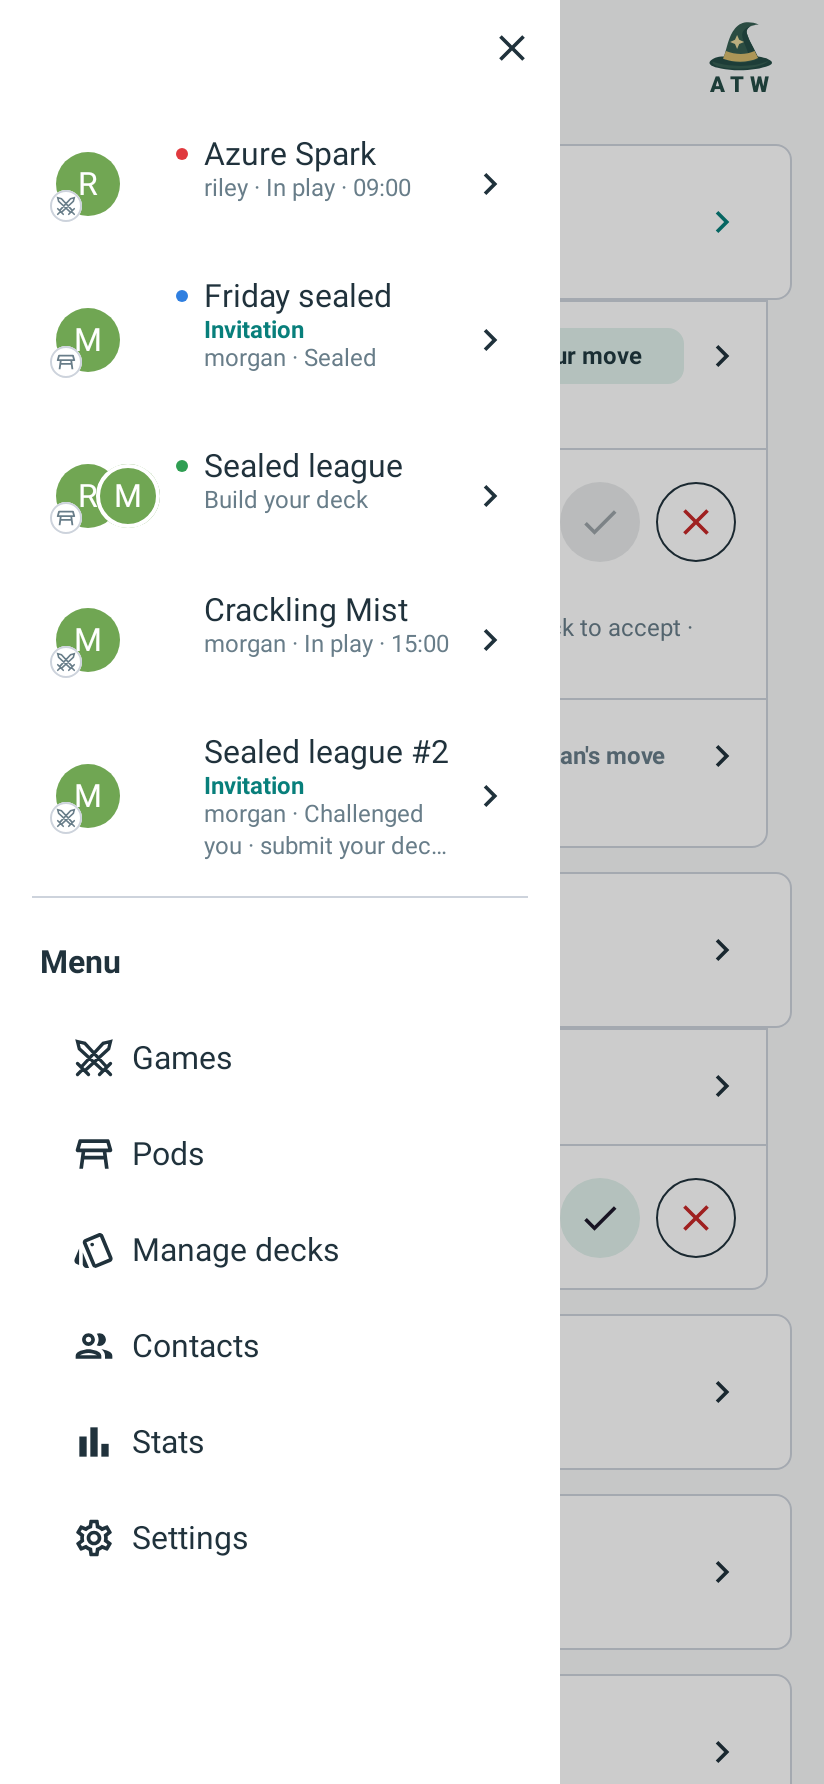 ATW
R
Azure Spark
riley · In play · 09:00
M
Friday sealed
Invitation
morgan · Sealed
ur move
R M
Sealed league
Build your deck
M
Crackling Mist
morgan · In play · 15:00
k to accept ·
M
Sealed league #2
Invitation
morgan · Challenged
you · submit your dec...
an's move
Menu
Games
Pods
Manage decks
Contacts
Stats
Settings